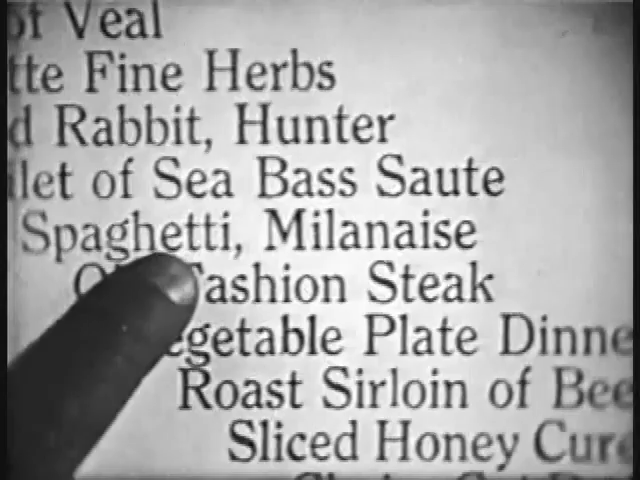 of Veal
tte Fine Herbs
d Rabbit, Hunter
ilet of Sea Bass Saute
Spaghetti, Milanaise
Fashion Steak
egetable Plate Dinne
Roast Sirloin of Bee
Sliced Honey Cure